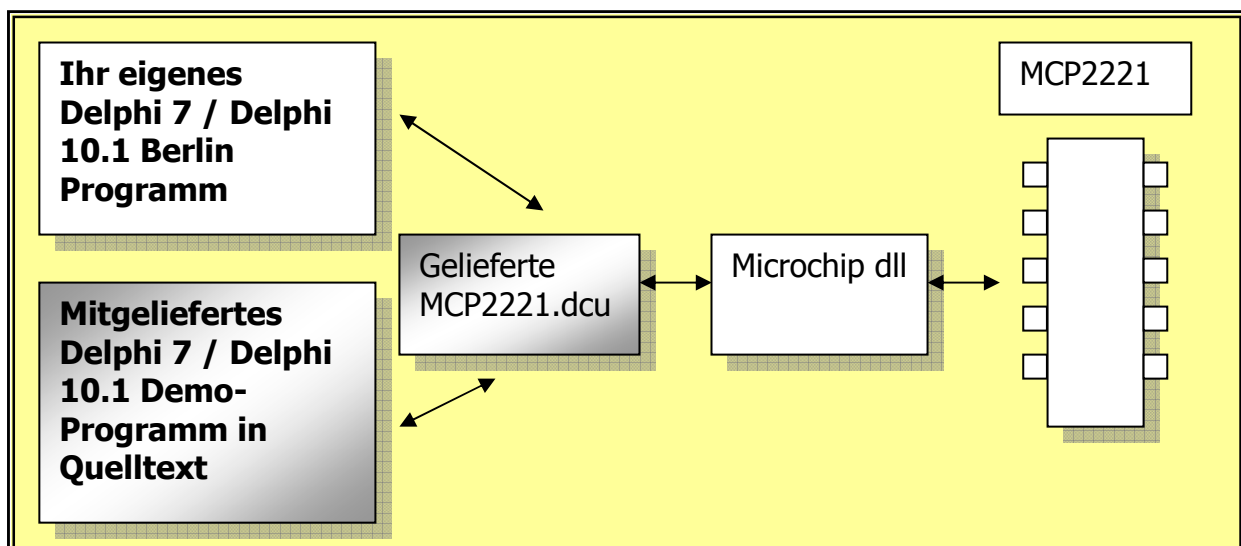 Ihr eigenes
Delphi 7 / Delphi
10.1 Berlin
Programm
Mitgeliefertes
Delphi 7 / Delphi
10.1 Demo-
Programm in
Quelltext
Gelieferte
MCP2221.dcu
Microchip dll
MCP2221